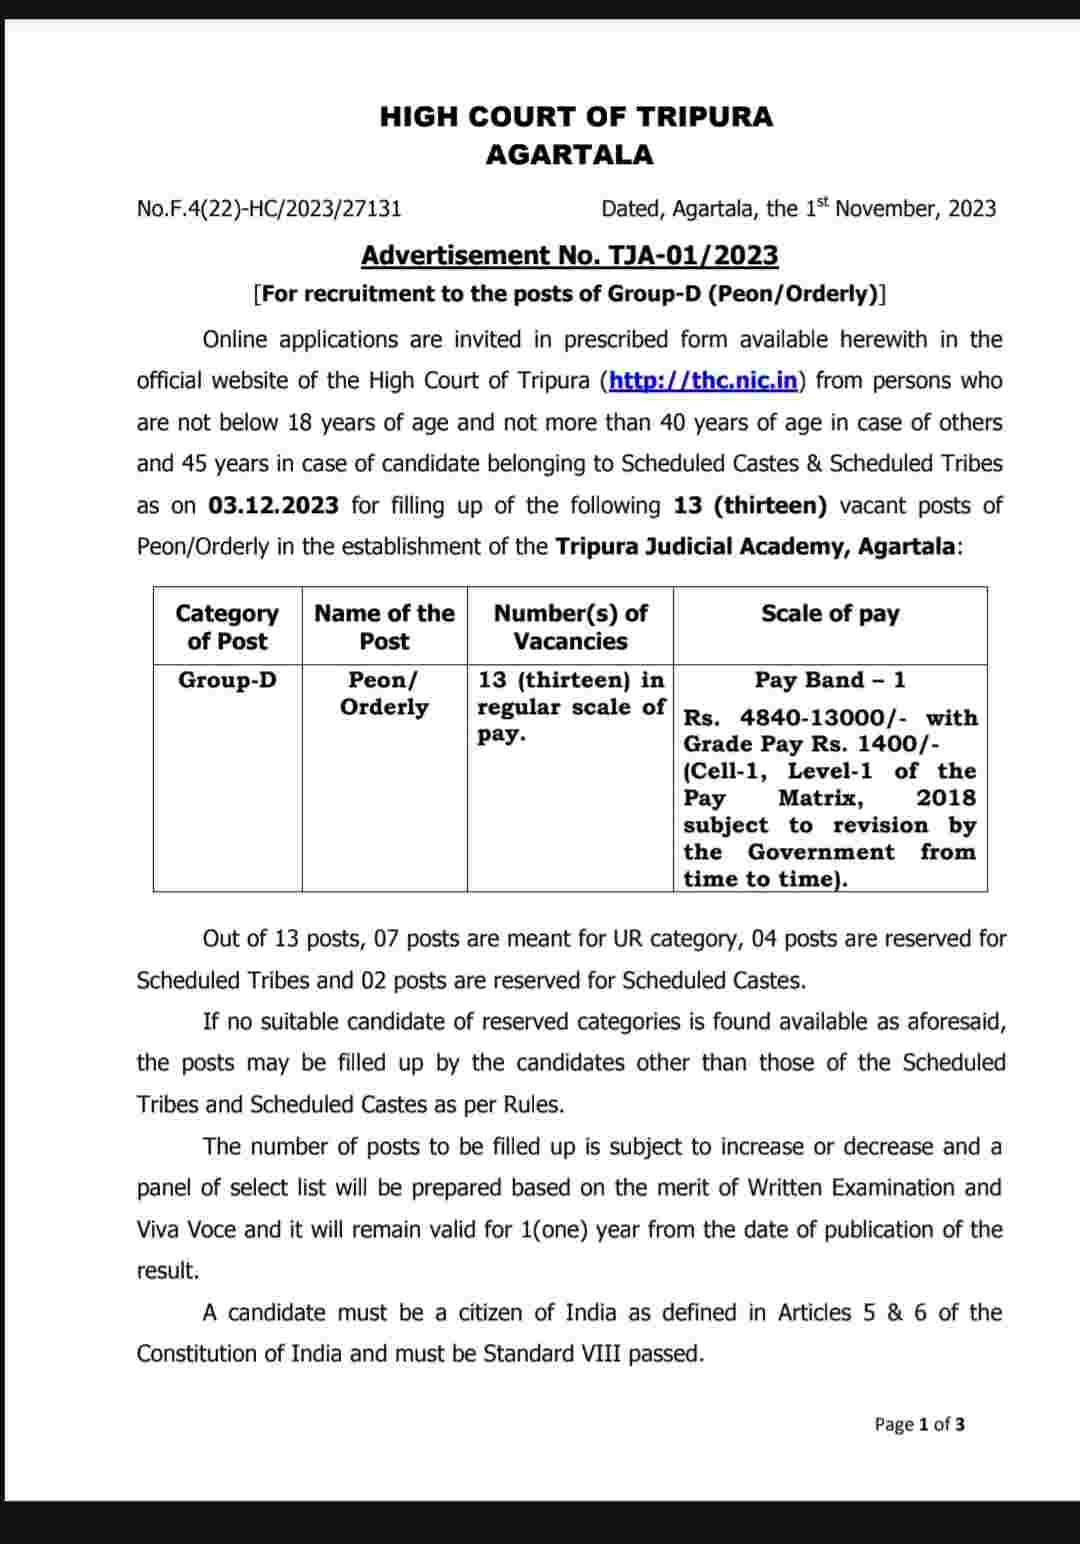 HIGH COURT OF TRIPURA
AGARTALA
No.F.4(22)-HC/2023/27131 Dated, Agartala, the 1st November, 2023
Advertisement No. TJA-01/2023
[For recruitment to the posts of Group-D (Peon/Orderly)]
Online applications are invited in prescribed form available herewith in the
official website of the High Court of Tripura (http://thc.nic.in) from persons who
are not below 18 years of age and not more than 40 years of age in case of others
and 45 years in case of candidate belonging to Scheduled Castes & Scheduled Tribes
as on 03.12.2023 for filling up of the following 13 (thirteen) vacant posts of
Peon/Orderly in the establishment of the Tripura Judicial Academy, Agartala:
Category of Post
Name of the Post
Number(s) of Vacancies
Scale of pay
Group-D
Peon/
Orderly
13 (thirteen) in
regular scale of
pay.
Pay Band – 1
Rs. 4840-13000/- with
Grade Pay Rs. 1400/-
(Cell-1, Level-1 of the
Pay Matrix, 2018
subject to revision by
the Government from
time to time).
Out of 13 posts, 07 posts are meant for UR category, 04 posts are reserved for
Scheduled Tribes and 02 posts are reserved for Scheduled Castes.
If no suitable candidate of reserved categories is found available as aforesaid,
the posts may be filled up by the candidates other than those of the Scheduled
Tribes and Scheduled Castes as per Rules.
The number of posts to be filled up is subject to increase or decrease and a
panel of select list will be prepared based on the merit of Written Examination and
Viva Voce and it will remain valid for 1(one) year from the date of publication of the
result.
A candidate must be a citizen of India as defined in Articles 5 & 6 of the
Constitution of India and must be Standard VIII passed.
Page 1 of 3